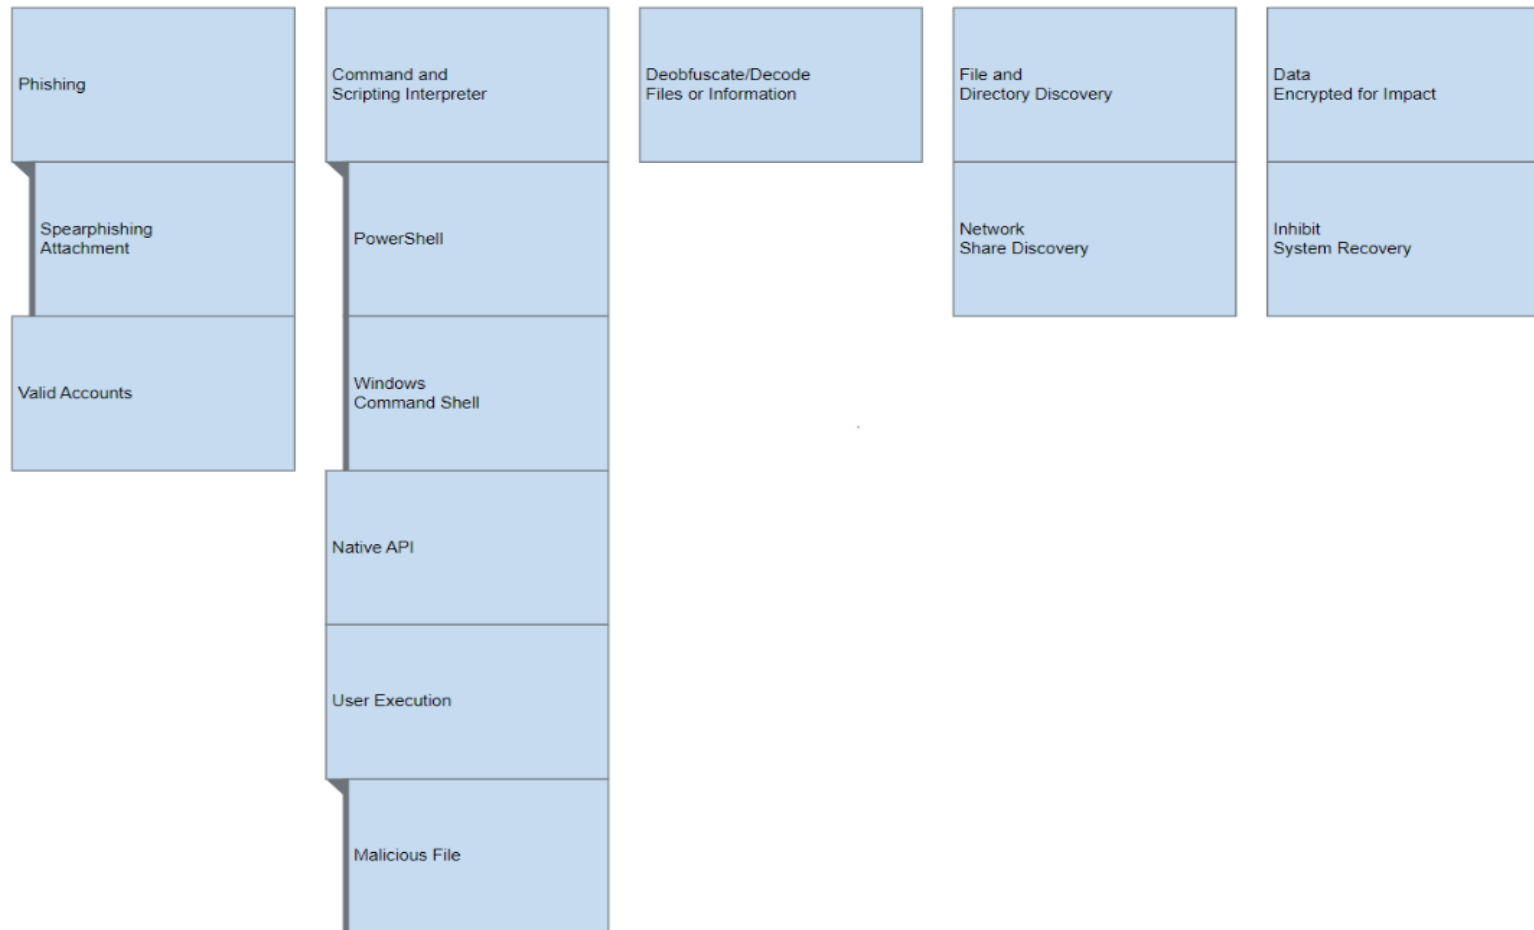 Phishing
Spearphishing
Attachment
Valid Accounts
Command and
Scripting Interpreter
PowerShell
Windows
Command Shell
Native API
User Execution
Malicious File
Deobfuscate/Decode
Files or Information
File and
Directory Discovery
Network
Share Discovery
Data
Encrypted for Impact
Inhibit
System Recovery